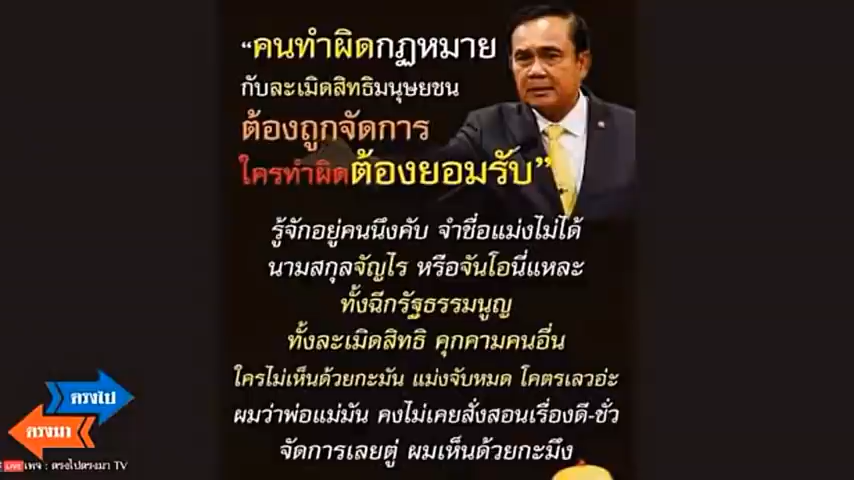 “คนทำผิดกฎหมาย
กับละเมิดสิทธิมนุษยชน
ต้องถูกจัดการ
ใครทำผิดต้องยอมรับ”
รู้จักอยู่คนนึงคับ จำชื่อแม่งไม่ได้
นามสกุลจัญไร หรือจันโอนี่แหละ
ทั้งฉีกรัฐธรรมนูญ
ทั้งละเมิดสิทธิ คุกคามคนอื่น
ใครไม่เห็นด้วยกะมัน แม่งจับหมด โคตรเลวอ่ะ
ผมว่าพ่อแม่มัน คงไม่เคยสั่งสอนเรื่องดี-ชั่ว
จัดการเลยตู่ ผมเห็นด้วยกะมึง
ตรงไป
ตรงมา
LIVE เพจ : ตรงไปตรงมา TV